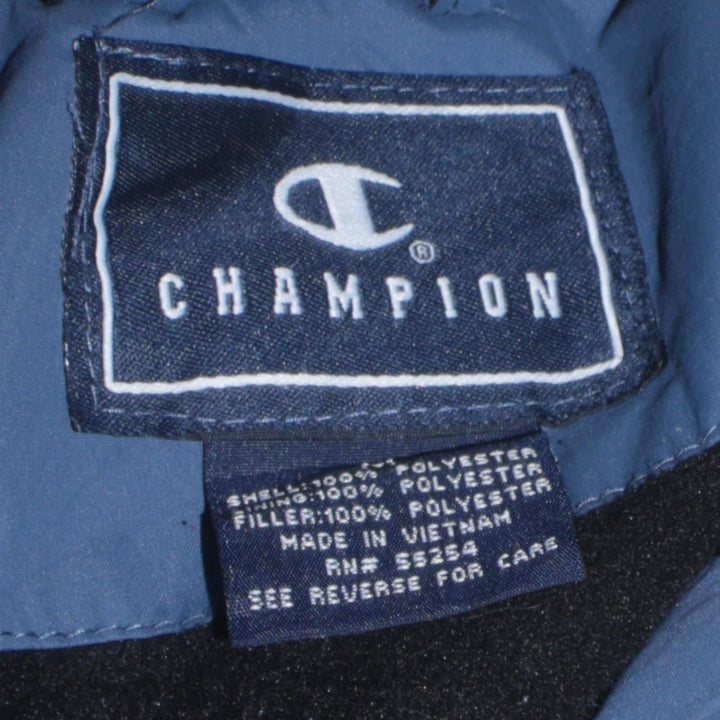 CHAMPION
®
SHELL:100% POLYESTER
LINING:100% POLYESTER
FILLER:100% POLYESTER
MADE IN VIETNAM
RN# 55254
SEE REVERSE FOR CARE